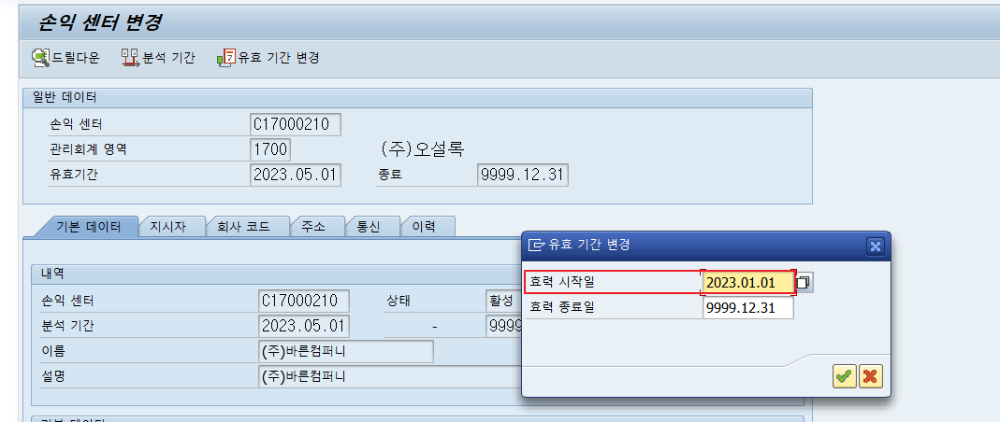 손익 센터 변경
드릴다운 분석 기간 유효 기간 변경
일반 데이터
손익 센터 C17000210
관리회계 영역 1700 (주)오설록
유효기간 2023.05.01 종료 9999.12.31
기본 데이터 지시자 회사 코드 주소 통신 이력
내역
손익 센터 C17000210 상태 활성
분석 기간 2023.05.01 - 9999
이름 (주)바른컴퍼니
설명 (주)바른컴퍼니
유효 기간 변경
효력 시작일 2023.01.01
효력 종료일 9999.12.31